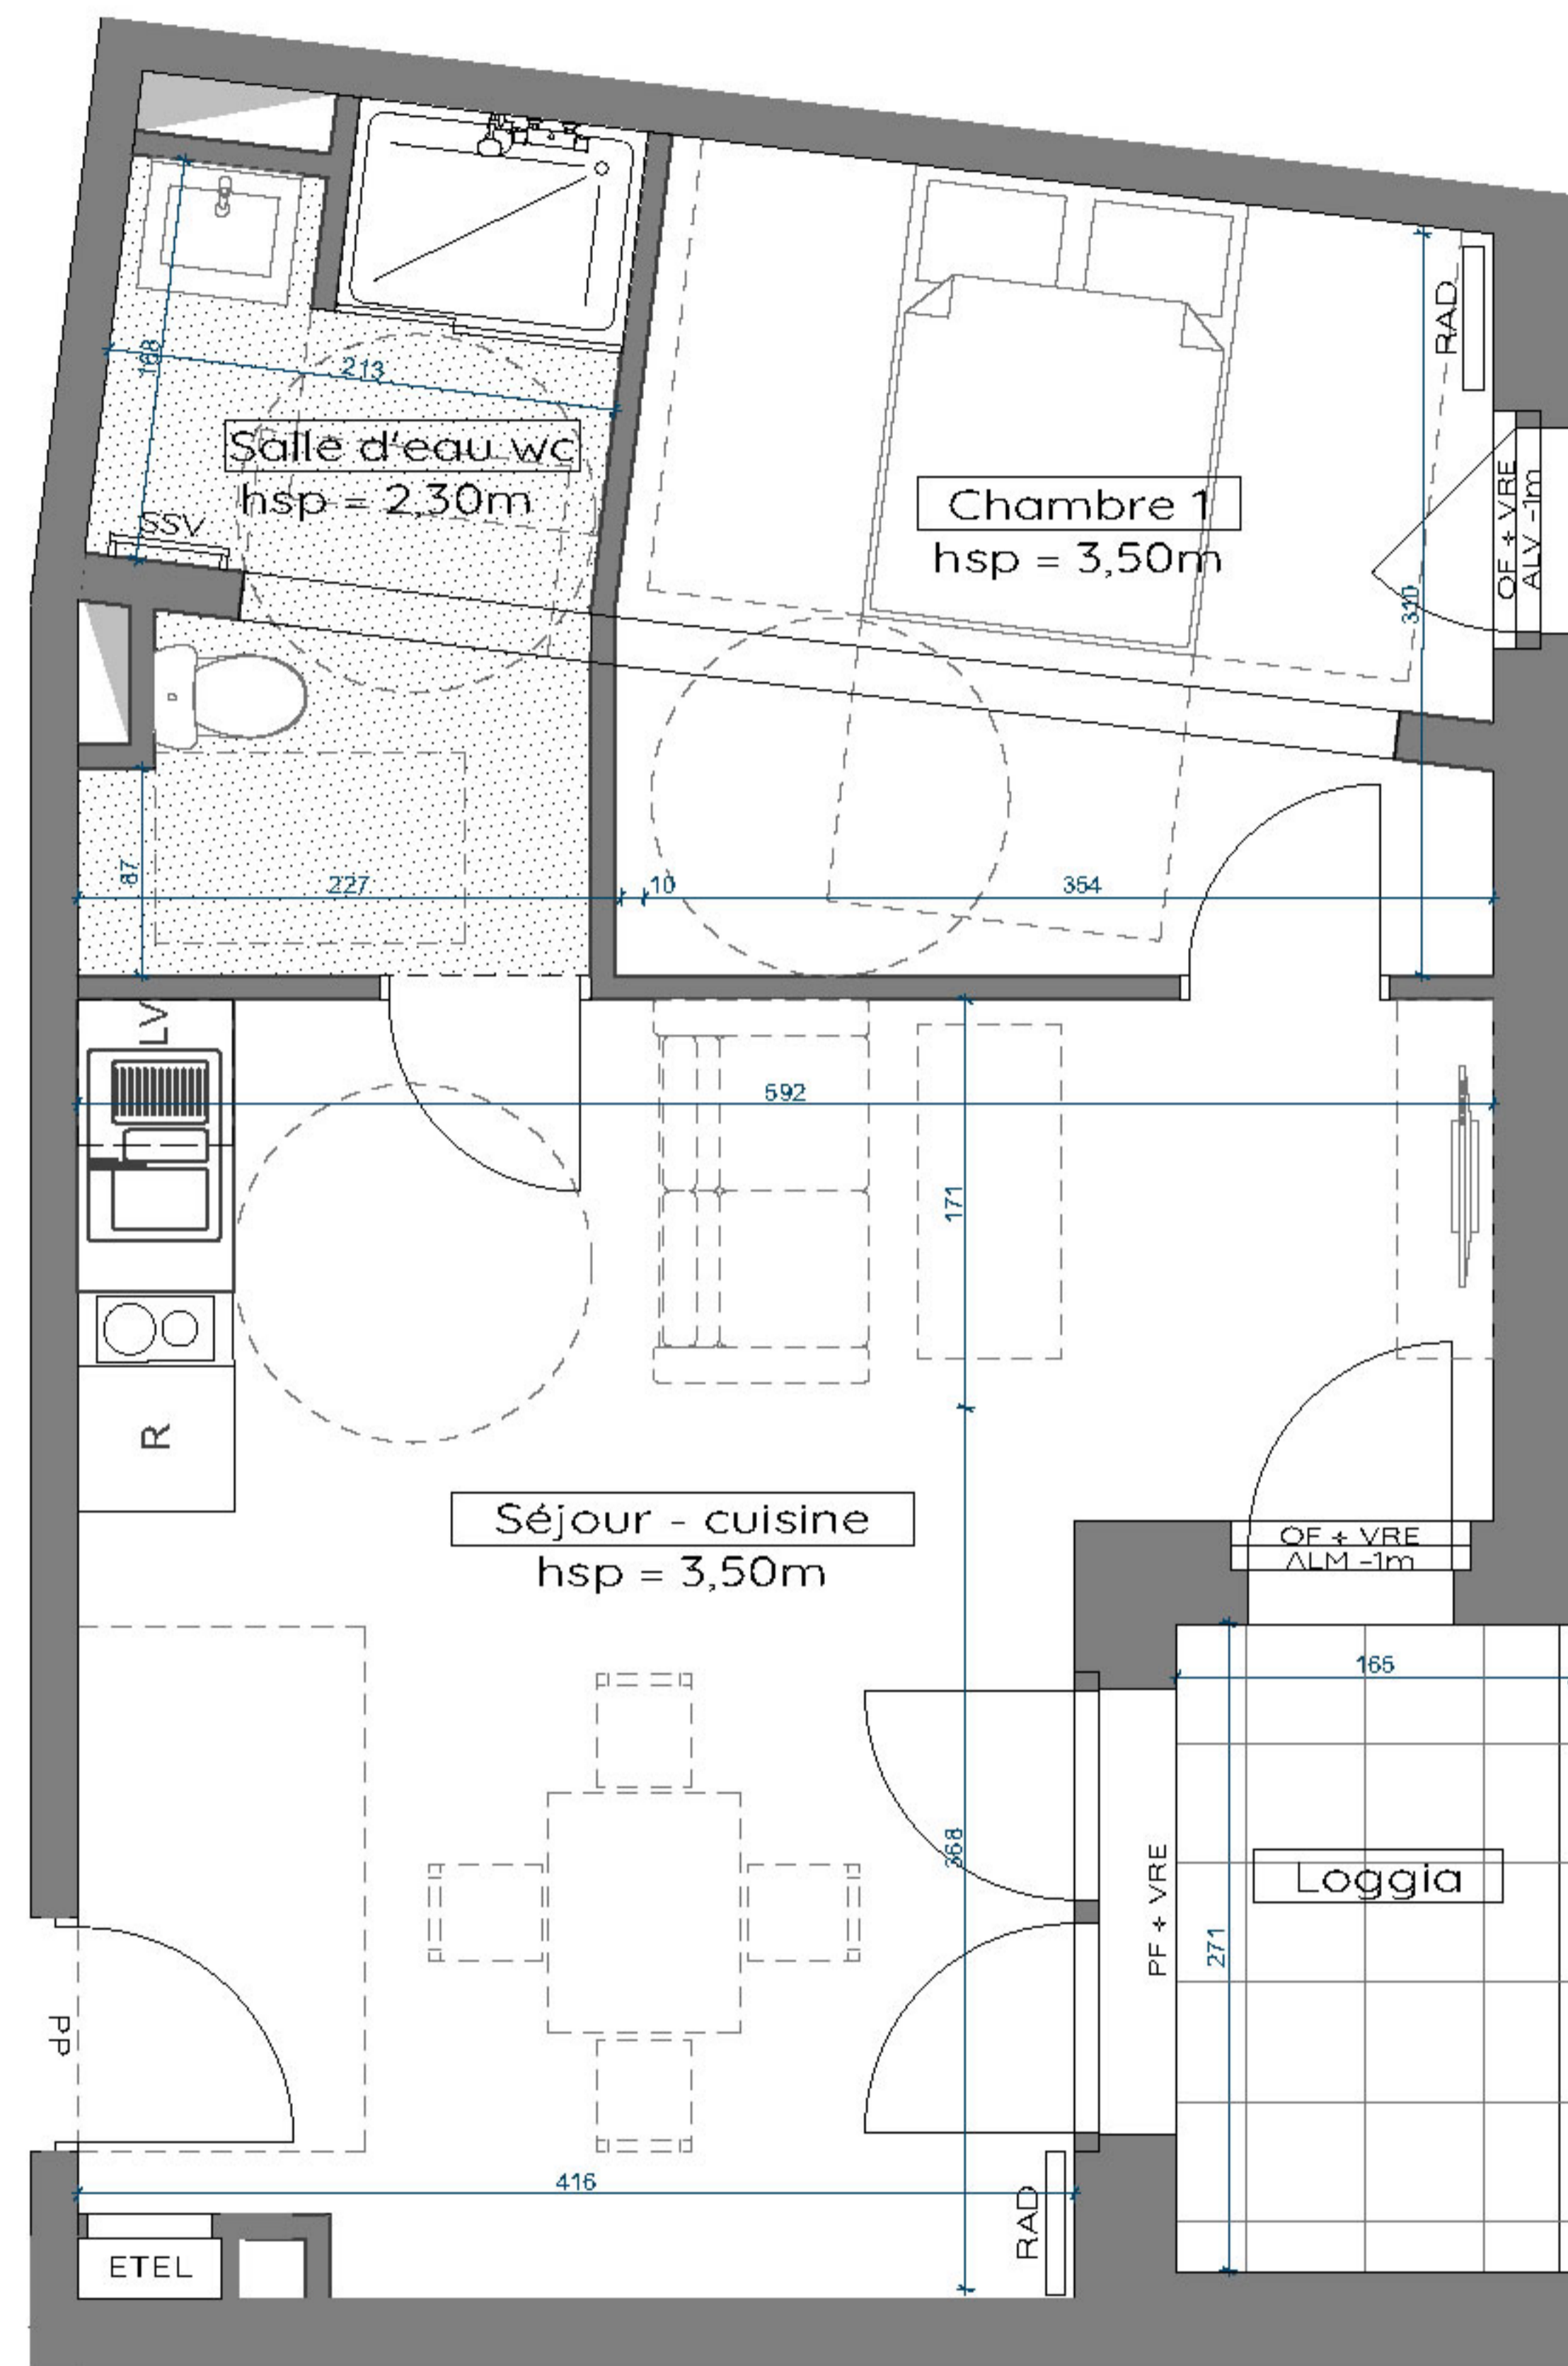 RAD
168
213
Salle d'eau wc
hsp = 2,30m
SSV
Chambre 1
hsp = 3,50m
OF + VRE
ALV -1m
310
87
227
10
354
LV
592
171
R
Séjour - cuisine
hsp = 3,50m
OF + VRE
ALM -1m
165
368
PF + VRE
Loggia
271
PP
416
RAD
ETEL